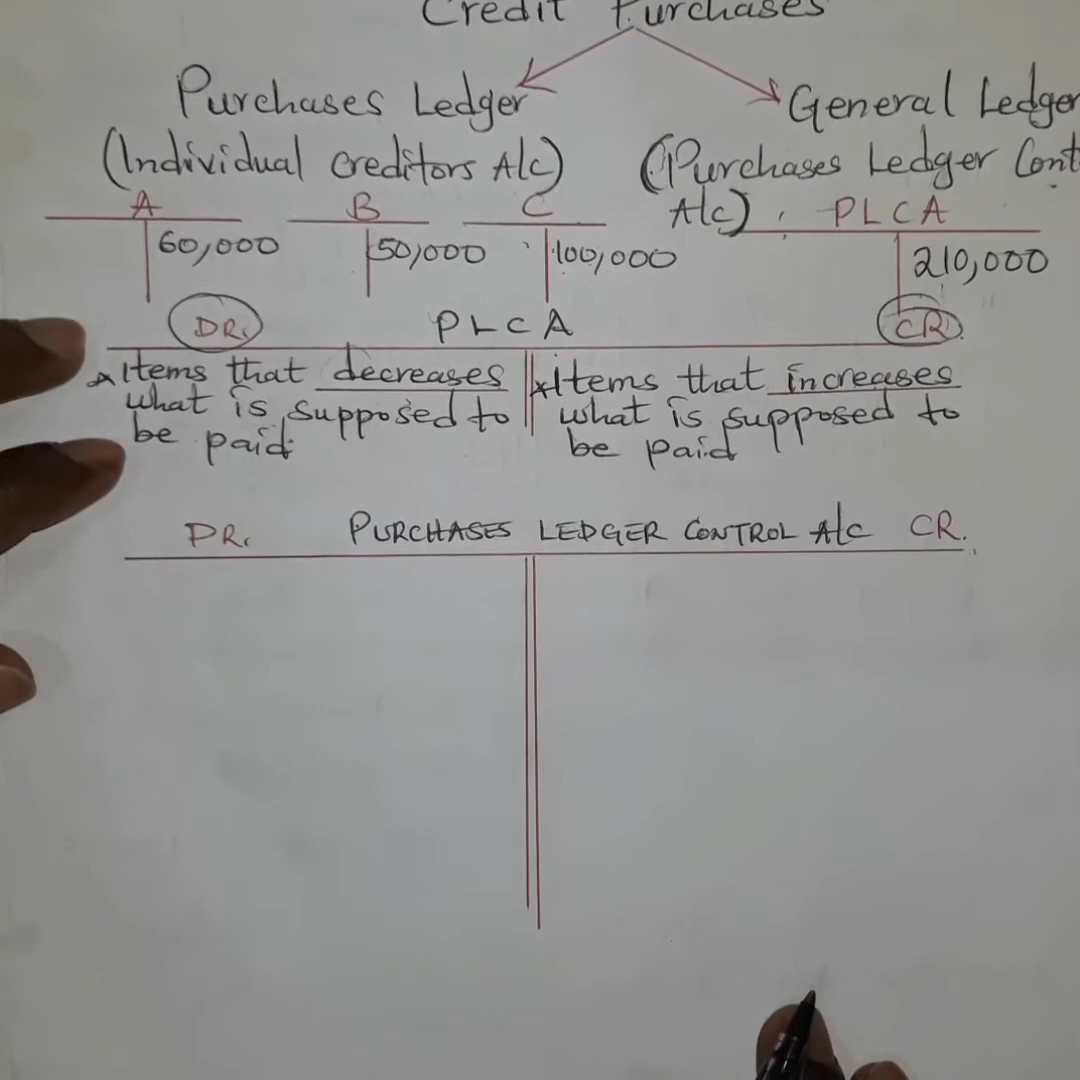 Credit Purchases
Purchases Ledger
(Individual Creditors A/c)
General Ledger
(Purchases Ledger Cont
A/c)
A
60,000
B
50,000
C
100,000
PLCA
210,000
DR. PLCA CR.
*Items that decreases
what is supposed to
be paid.
*Items that increases
what is supposed to
be paid
DR. PURCHASES LEDGER CONTROL A/C CR.